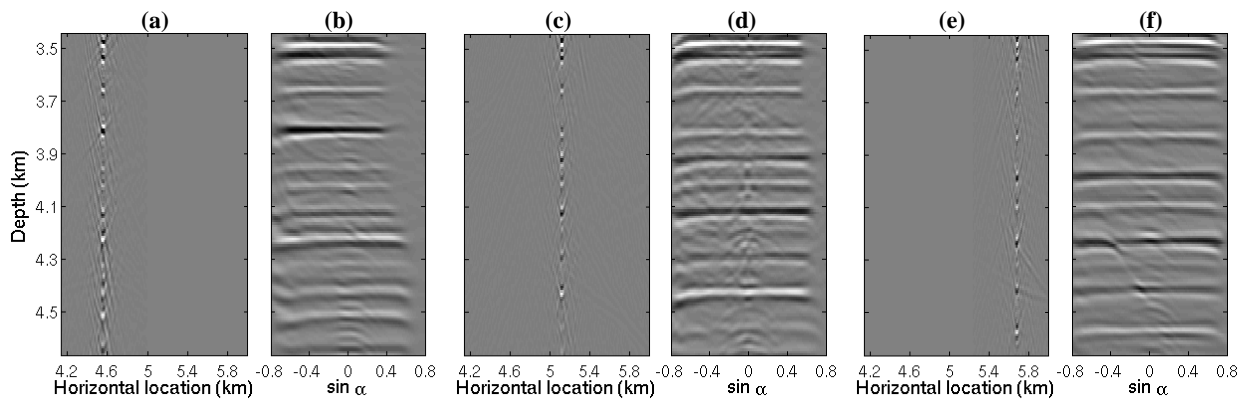 (a) (b) (c) (d) (e) (f)
3.5
3.7
3.9
4.1
4.3
4.5
Depth (km)
4.2 4.6 5 5.4 5.8 -0.8 -0.4 0 0.4 0.8 4.2 4.6 5 5.4 5.8 -0.8 -0.4 0 0.4 0.8 4.2 4.6 5 5.4 5.8 -0.8 -0.4 0 0.4 0.8
Horizontal location (km) sin α Horizontal location (km) sin α Horizontal location (km) sin α